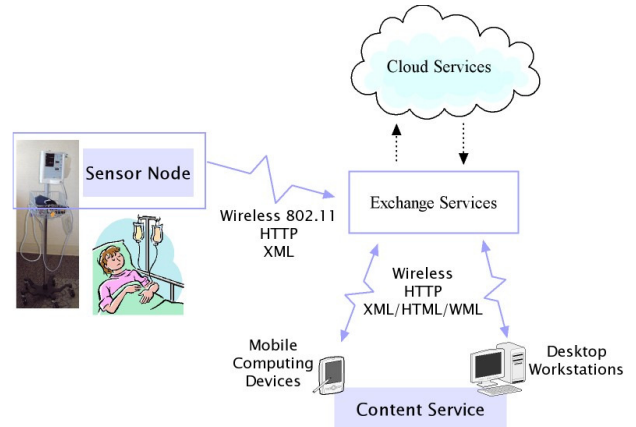 Cloud Services
Sensor Node
Exchange Services
Wireless 802.11
HTTP
XML
Wireless
HTTP
XML/HTML/WML
Mobile
Computing
Devices
Desktop
Workstations
Content Service